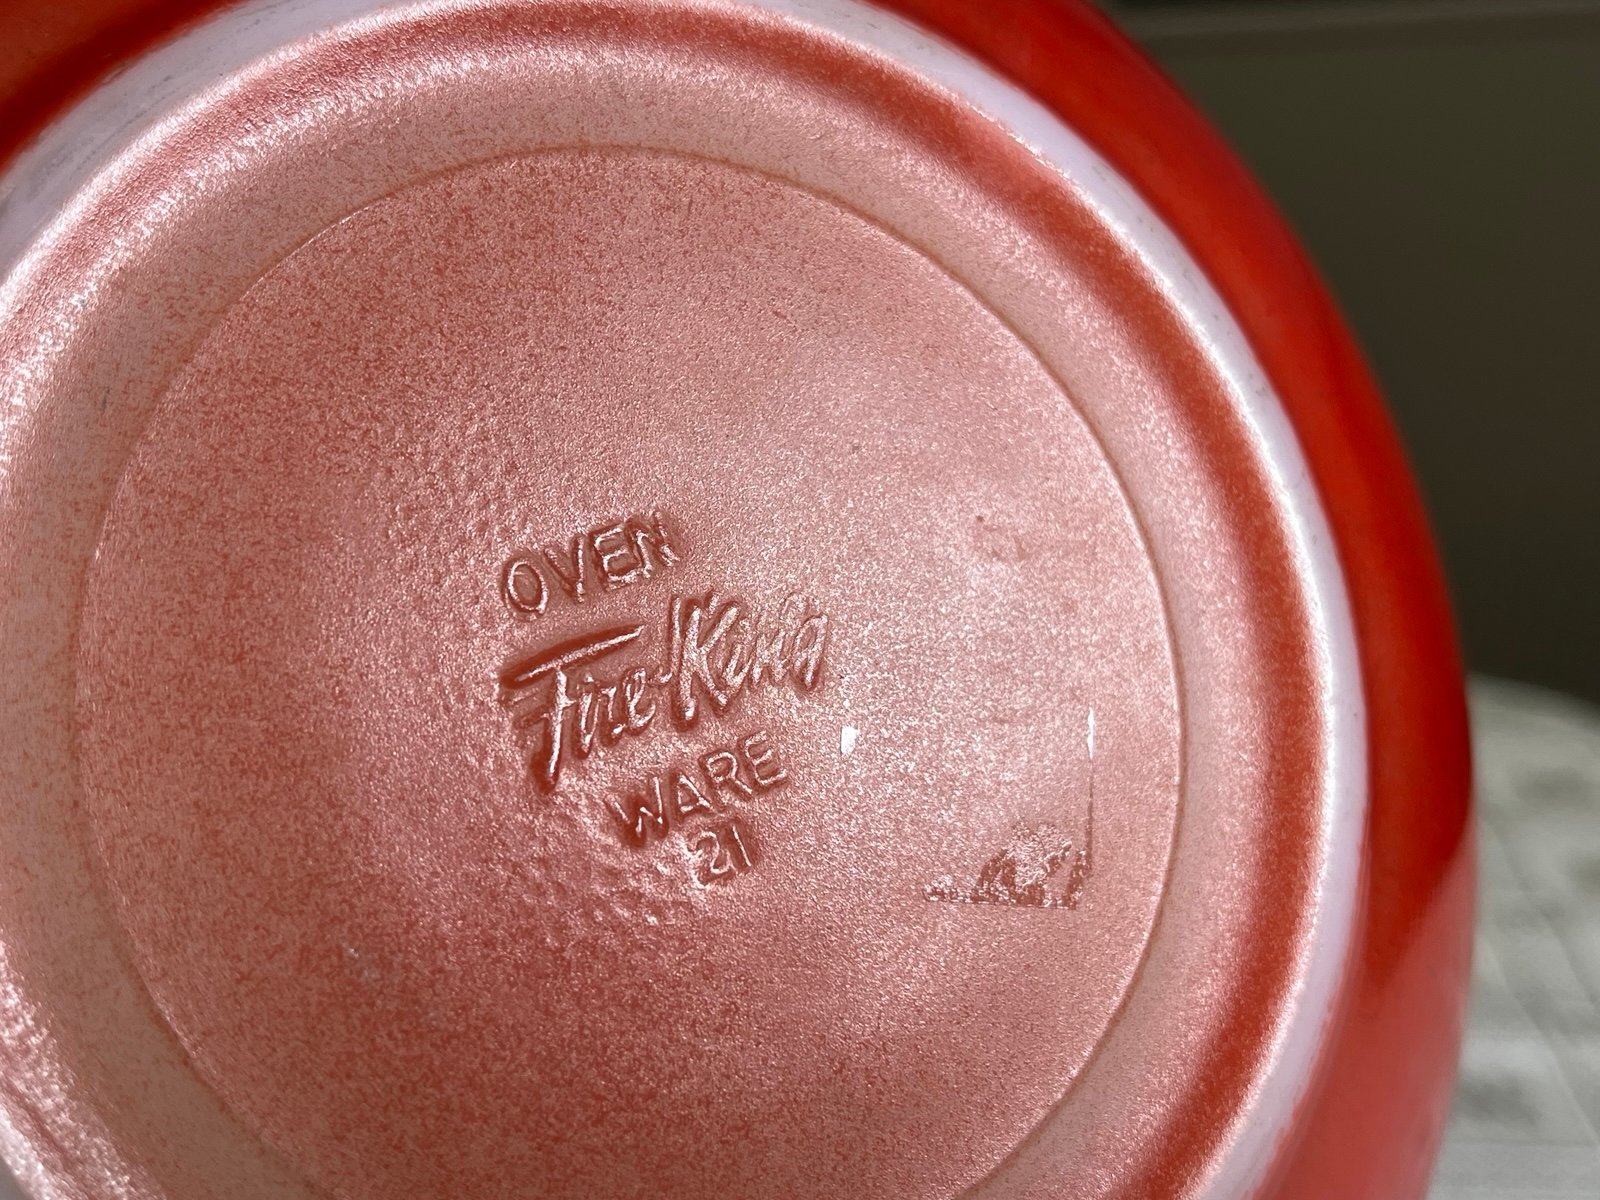 OVEN
Fire-King
WARE
21